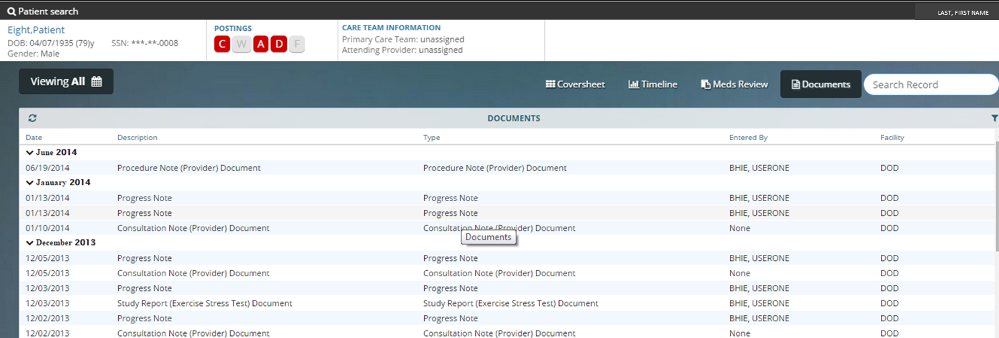 Patient search LAST, FIRST NAME
Eight,Patient
DOB: 04/07/1935 (79)y SSN: ***-**-0008
Gender: Male
POSTINGS
C W A D F
CARE TEAM INFORMATION
Primary Care Team: unassigned
Attending Provider: unassigned
Viewing All Coversheet Timeline Meds Review Documents Search Record
DOCUMENTS
Date Description Type Entered By Facility
June 2014
06/19/2014 Procedure Note (Provider) Document Procedure Note (Provider) Document BHIE, USERONE DOD
January 2014
01/13/2014 Progress Note Progress Note BHIE, USERONE DOD
01/13/2014 Progress Note Progress Note BHIE, USERONE DOD
01/10/2014 Consultation Note (Provider) Document Consultation Note (Provider) Document None DOD
Documents
December 2013
12/05/2013 Progress Note Progress Note BHIE, USERONE DOD
12/05/2013 Consultation Note (Provider) Document Consultation Note (Provider) Document None DOD
12/03/2013 Progress Note Progress Note BHIE, USERONE DOD
12/03/2013 Study Report (Exercise Stress Test) Document Study Report (Exercise Stress Test) Document BHIE, USERONE DOD
12/02/2013 Progress Note Progress Note BHIE, USERONE DOD
12/02/2013 Consultation Note (Provider) Document Consultation Note (Provider) Document None DOD